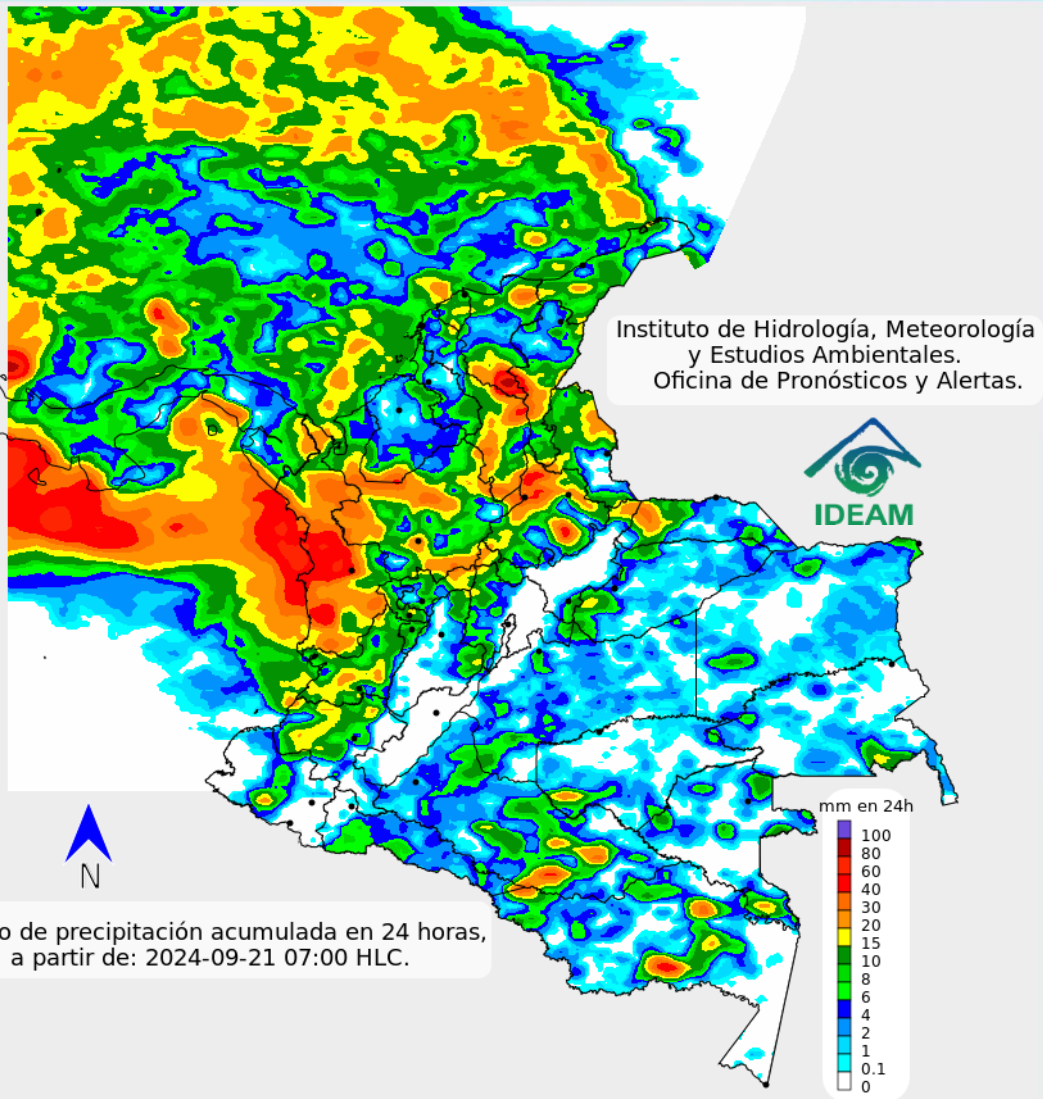 Instituto de Hidrología, Meteorología
y Estudios Ambientales.
Oficina de Pronósticos y Alertas.
IDEAM
mm en 24h
100
80
60
40
30
20
15
10
8
6
4
2
1
0.1
0
N
o de precipitación acumulada en 24 horas,
a partir de: 2024-09-21 07:00 HLC.